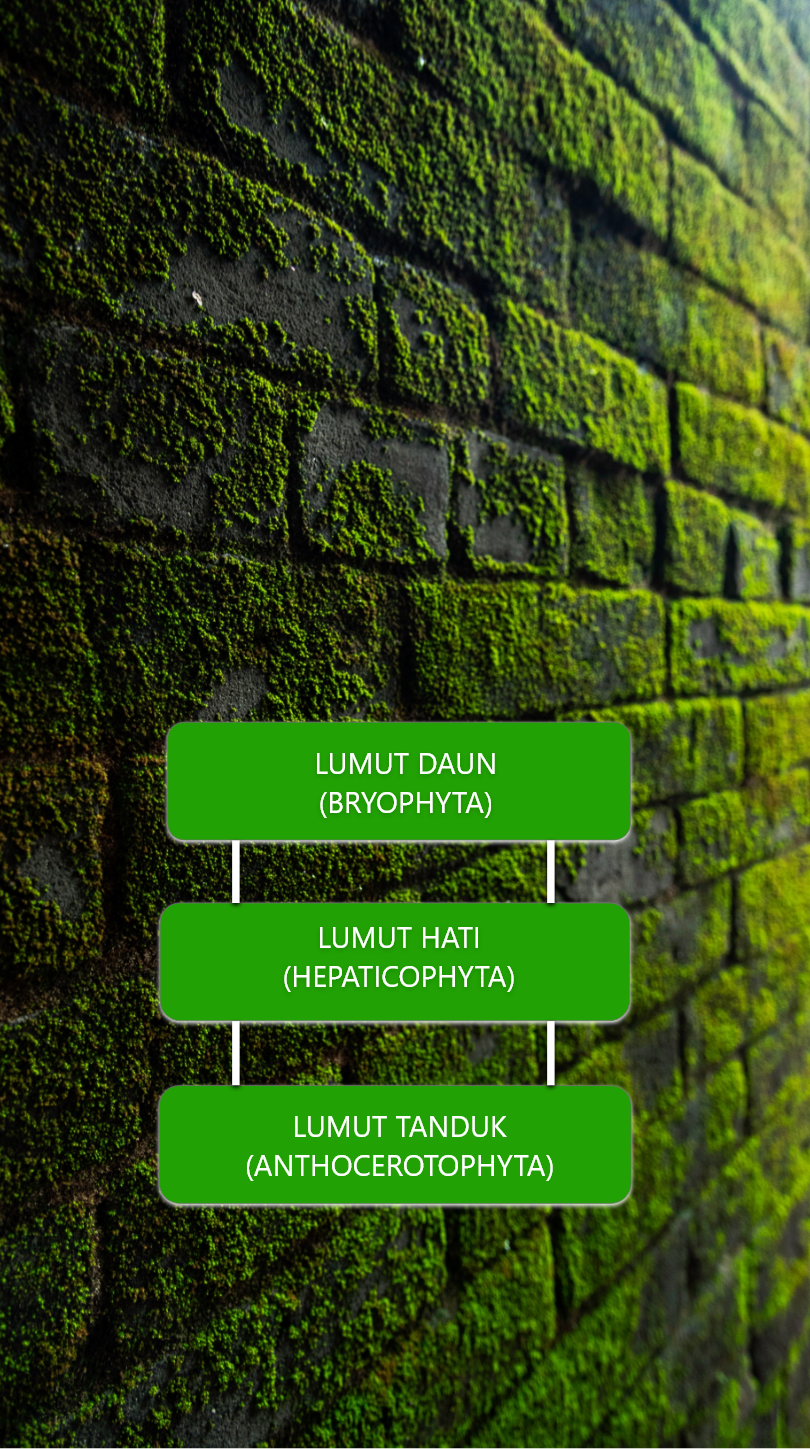 LUMUT DAUN
(BRYOPHYTA)
LUMUT HATI
(HEPATICOPHYTA)
LUMUT TANDUK
(ANTHOCEROTOPHYTA)